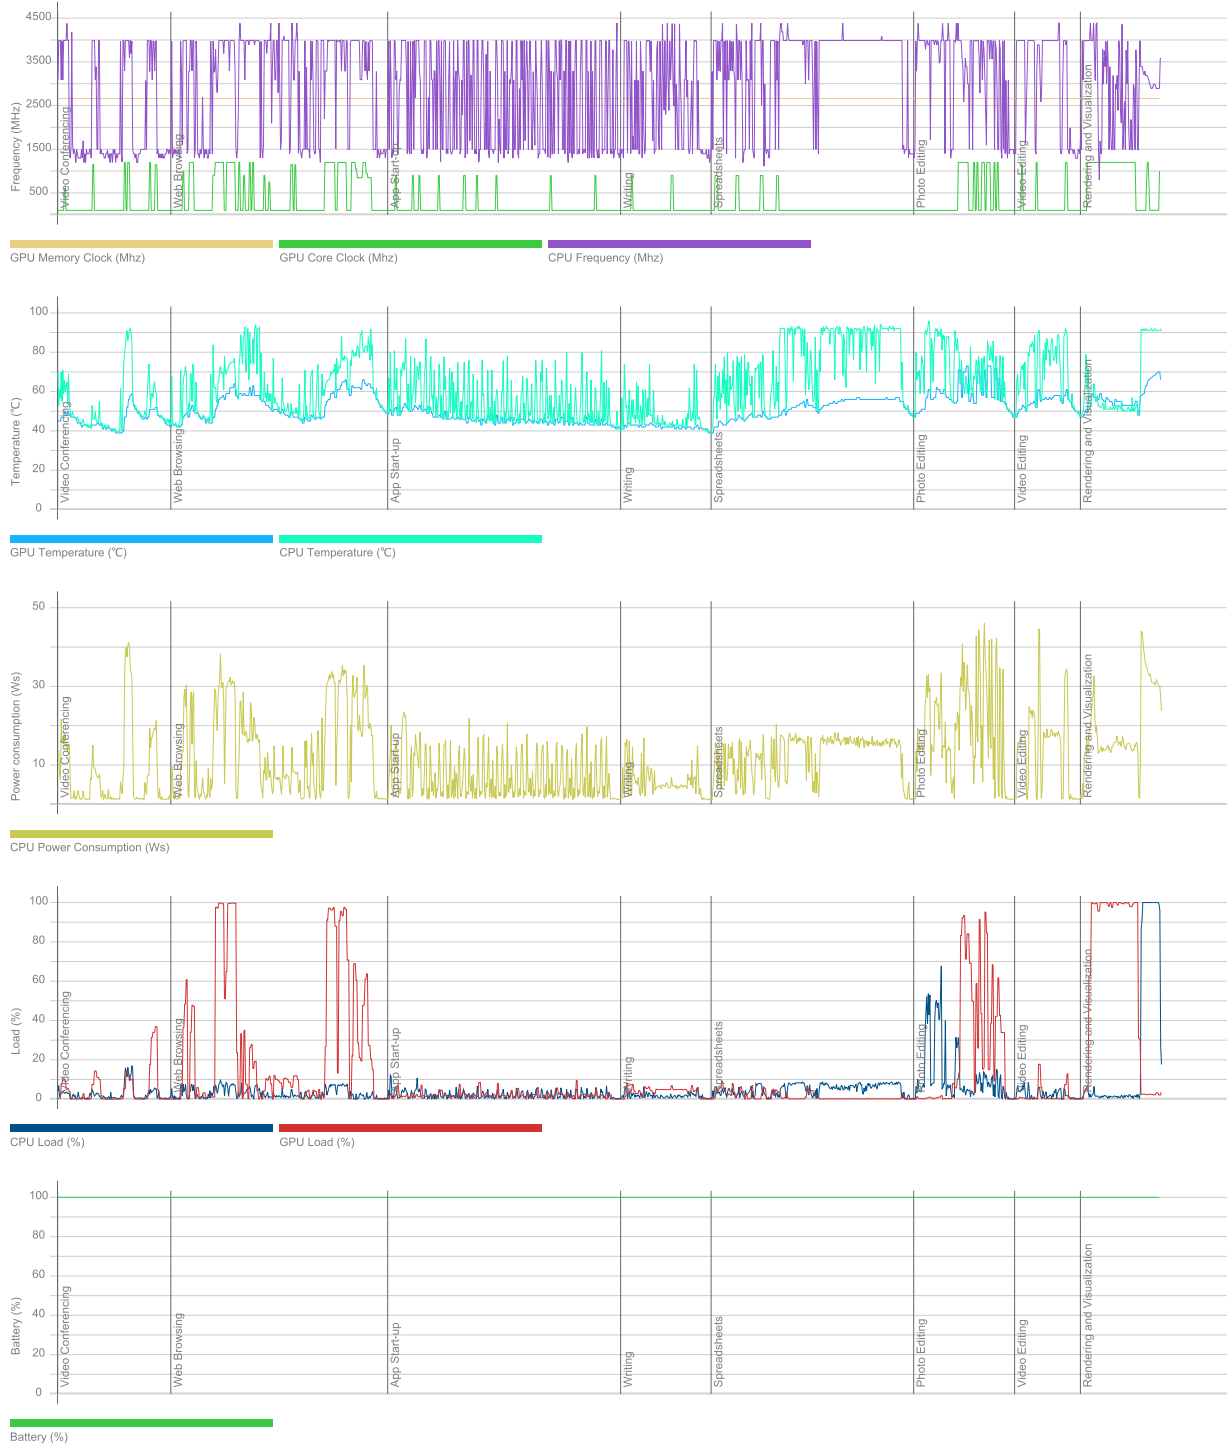 4500
3500
2500
1500
500
Frequency (MHz)
Video Conferencing
Web Browsing
App Start-up
Writing
Spreadsheets
Photo Editing
Video Editing
Rendering and Visualization
GPU Memory Clock (Mhz)
GPU Core Clock (Mhz)
CPU Frequency (Mhz)
100
80
60
40
20
0
Temperature (℃)
Video Conferencing
Web Browsing
App Start-up
Writing
Spreadsheets
Photo Editing
Video Editing
Rendering and Visualization
GPU Temperature (℃)
CPU Temperature (℃)
50
30
10
Power consumption (Ws)
Video Conferencing
Web Browsing
App Start-up
Writing
Spreadsheets
Photo Editing
Video Editing
Rendering and Visualization
CPU Power Consumption (Ws)
100
80
60
40
20
0
Load (%)
Video Conferencing
Web Browsing
App Start-up
Writing
Spreadsheets
Photo Editing
Video Editing
Rendering and Visualization
CPU Load (%)
GPU Load (%)
100
80
60
40
20
0
Battery (%)
Video Conferencing
Web Browsing
App Start-up
Writing
Spreadsheets
Photo Editing
Video Editing
Rendering and Visualization
Battery (%)